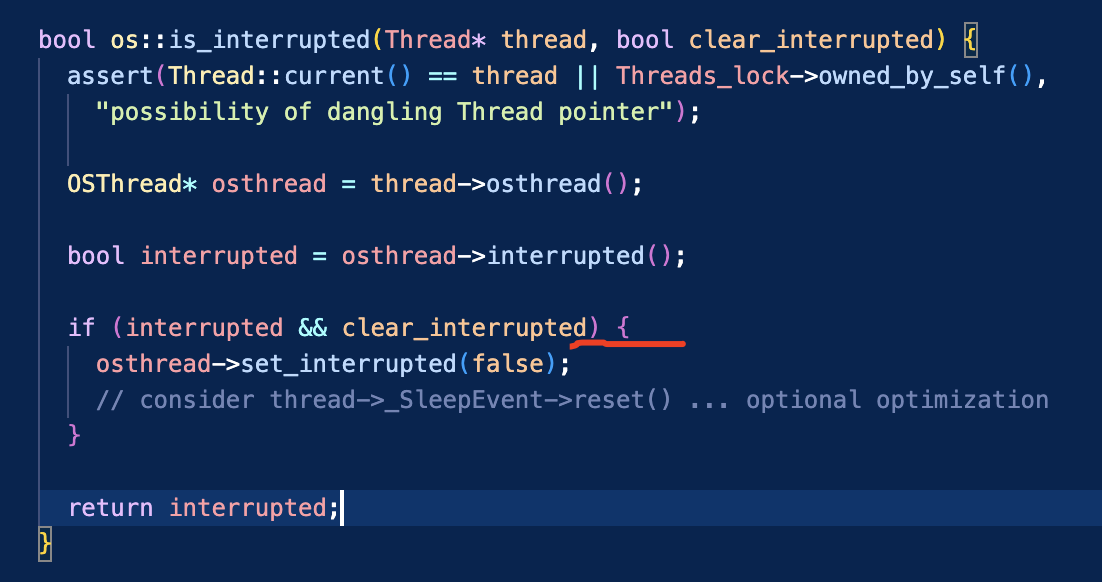 bool os::is_interrupted(Thread* thread, bool clear_interrupted) {
  assert(Thread::current() == thread || Threads_lock->owned_by_self(),
    "possibility of dangling Thread pointer");

  OSThread* osthread = thread->osthread();

  bool interrupted = osthread->interrupted();

  if (interrupted && clear_interrupted) {
    osthread->set_interrupted(false);
    // consider thread->_SleepEvent->reset() ... optional optimization
  }

  return interrupted;
}